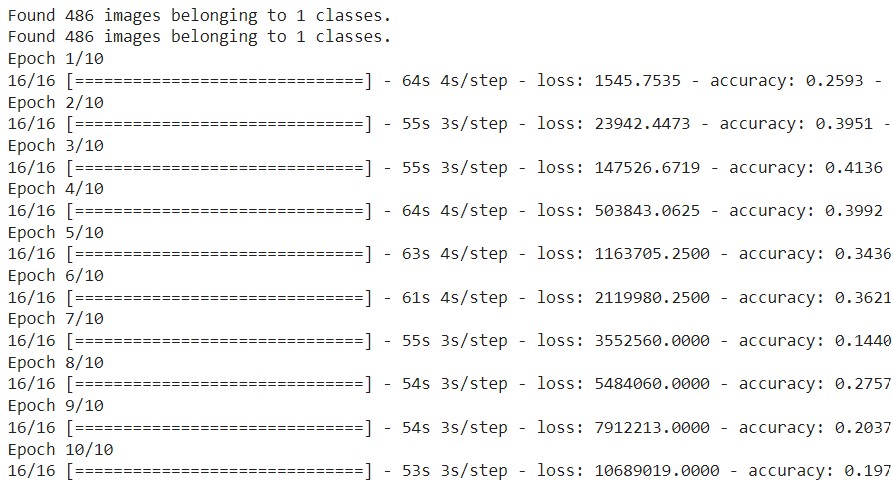 Found 486 images belonging to 1 classes.
Found 486 images belonging to 1 classes.
Epoch 1/10
16/16 [==============================] - 64s 4s/step - loss: 1545.7535 - accuracy: 0.2593 -
Epoch 2/10
16/16 [==============================] - 55s 3s/step - loss: 23942.4473 - accuracy: 0.3951 -
Epoch 3/10
16/16 [==============================] - 55s 3s/step - loss: 147526.6719 - accuracy: 0.4136
Epoch 4/10
16/16 [==============================] - 64s 4s/step - loss: 503843.0625 - accuracy: 0.3992
Epoch 5/10
16/16 [==============================] - 63s 4s/step - loss: 1163705.2500 - accuracy: 0.3436
Epoch 6/10
16/16 [==============================] - 61s 4s/step - loss: 2119980.2500 - accuracy: 0.3621
Epoch 7/10
16/16 [==============================] - 55s 3s/step - loss: 3552560.0000 - accuracy: 0.1440
Epoch 8/10
16/16 [==============================] - 54s 3s/step - loss: 5484060.0000 - accuracy: 0.2757
Epoch 9/10
16/16 [==============================] - 54s 3s/step - loss: 7912213.0000 - accuracy: 0.2037
Epoch 10/10
16/16 [==============================] - 53s 3s/step - loss: 10689019.0000 - accuracy: 0.197